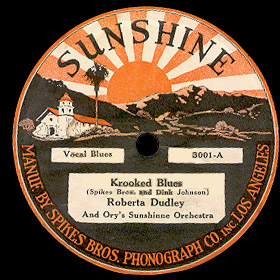 SUNSHINE
Vocal Blues
3001-A
Krooked Blues
(Spikes Bros. and Dink Johnson)
Roberta Dudley
And Ory's Sunshinne Orchestra
MANUF. BY SPIKES BROS. PHONOGRAPH CO., INC. LOS ANGELES